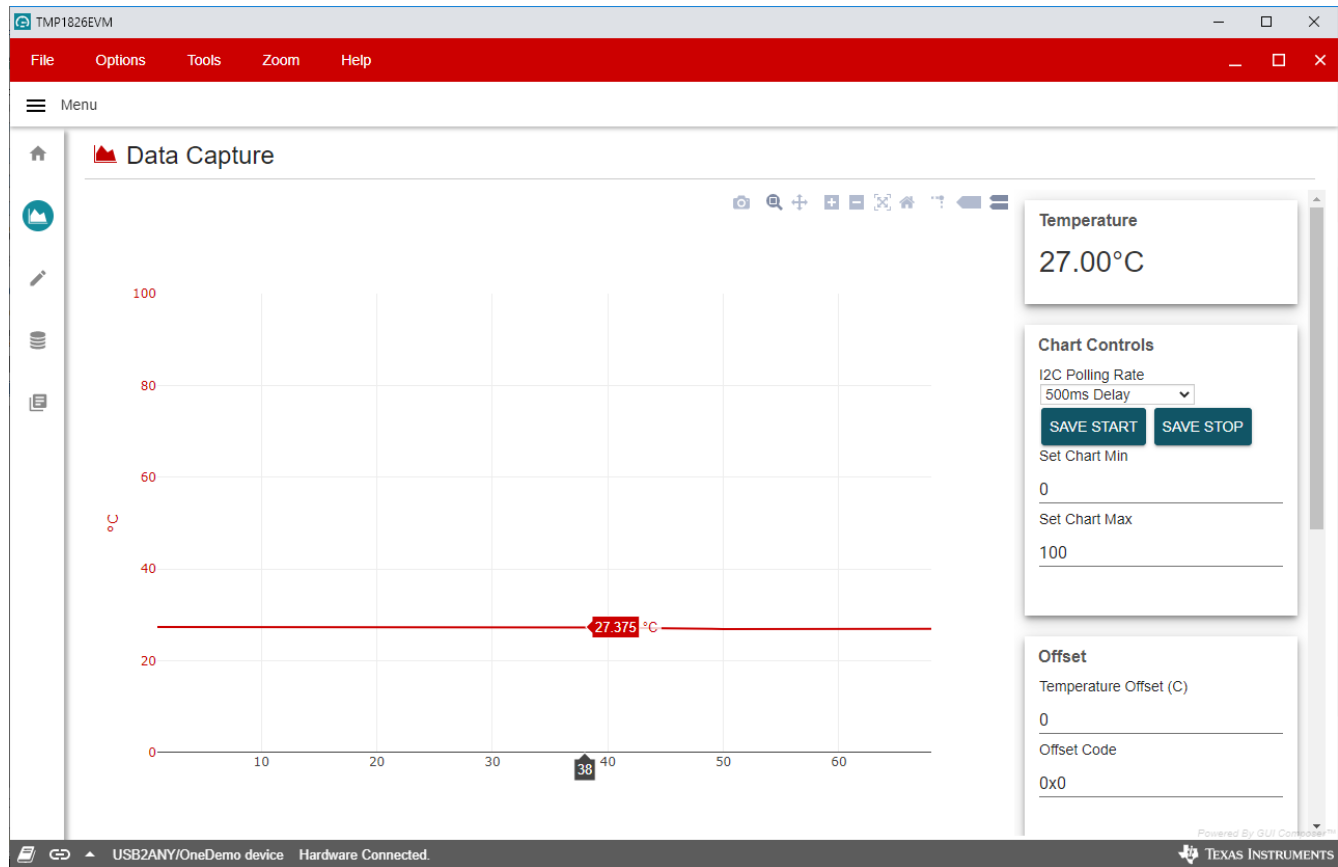 TMP1826EVM
File Options Tools Zoom Help
Menu
Data Capture
Temperature
27.00°C
Chart Controls
I2C Polling Rate
500ms Delay
SAVE START SAVE STOP
Set Chart Min
0
Set Chart Max
100
Offset
Temperature Offset (C)
0
Offset Code
0x0
100
80
60
°C
40
27.375 °C
20
0
10 20 30 38 40 50 60
Powered By GUI Composer™
USB2ANY/OneDemo device Hardware Connected.
TEXAS INSTRUMENTS